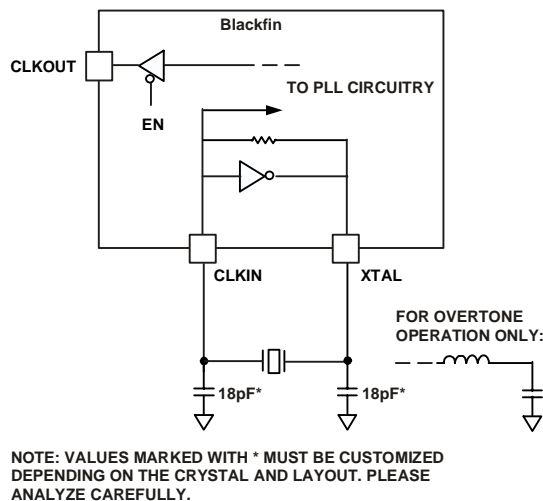 Blackfin
CLKOUT
TO PLL CIRCUITRY
EN
CLKIN
XTAL
FOR OVERTONE
OPERATION ONLY:
18pF*
18pF*
NOTE: VALUES MARKED WITH * MUST BE CUSTOMIZED
DEPENDING ON THE CRYSTAL AND LAYOUT. PLEASE
ANALYZE CAREFULLY.